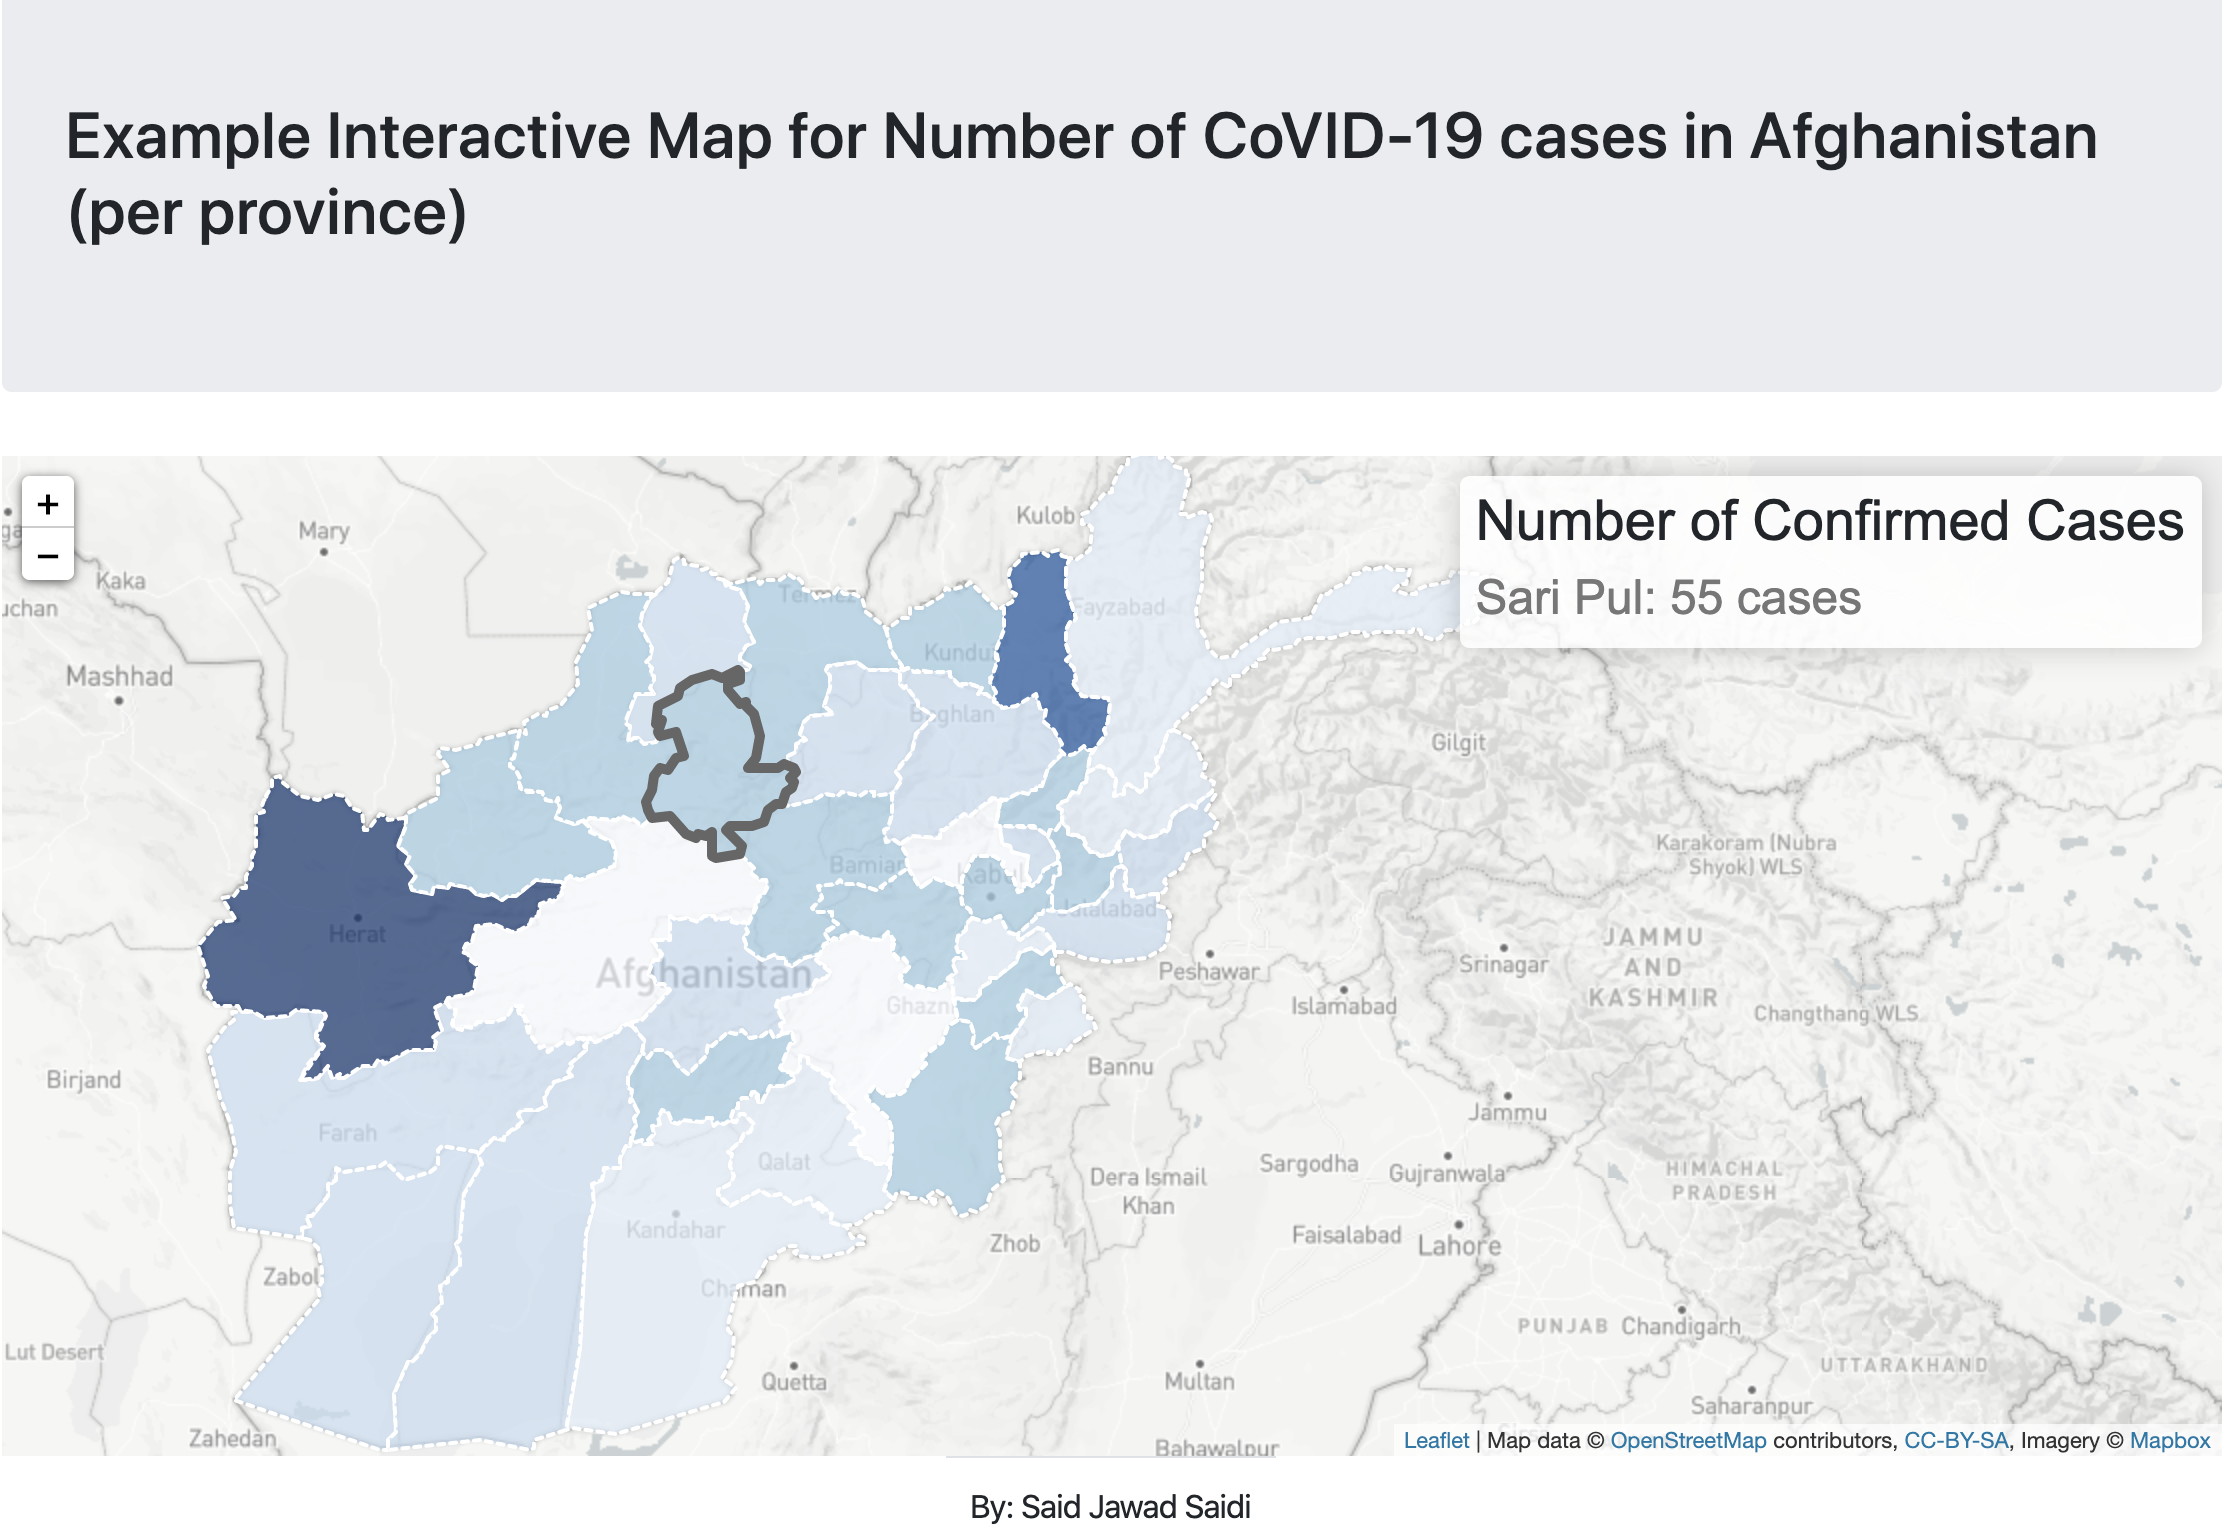 Example Interactive Map for Number of CoVID-19 cases in Afghanistan
(per province)
+
−
Number of Confirmed Cases
Sari Pul: 55 cases
Kulob
Mary
Kaka
Termez
Fayzabad
Kundu
Mashhad
Baghlan
Gilgit
Karakoram (Nubra
Shyok) WLS
Bamian
Kabul
Jalalabad
Herat
JAMMU
AND
KASHMIR
Srinagar
Peshawar
Afghanistan
Ghazni
Islamabad
Changthang WLS
Bannu
Birjand
Jammu
Farah
Qalat
Sargodha
Gujranwala
HIMACHAL
PRADESH
Dera Ismail
Khan
Kandahar
Faisalabad
Lahore
Zhob
Zabol
Chaman
PUNJAB
Chandigarh
Lut Desert
UTTARAKHAND
Quetta
Multan
Saharanpur
Zahedan
Bahawalpur
Leaflet | Map data © OpenStreetMap contributors, CC-BY-SA, Imagery © Mapbox
By: Said Jawad Saidi